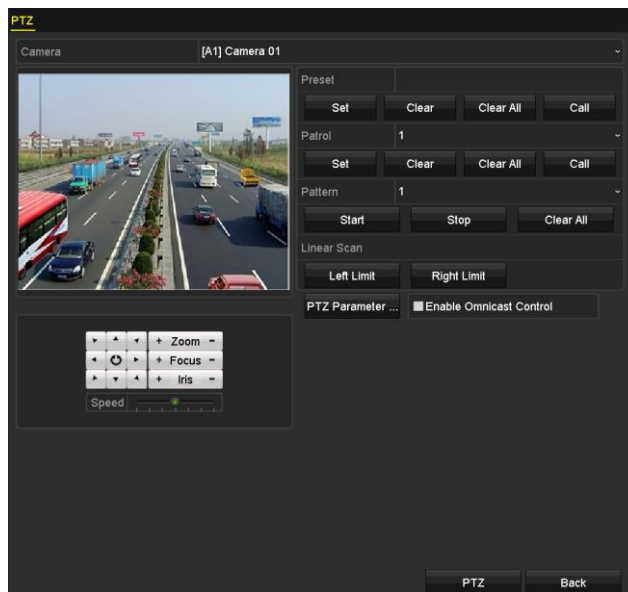 PTZ
Camera [A1] Camera 01
Preset
Set Clear Clear All Call
Patrol 1
Set Clear Clear All Call
Pattern 1
Start Stop Clear All
Linear Scan
Left Limit Right Limit
PTZ Parameter ... Enable Omnicast Control
+ Zoom -
+ Focus -
+ Iris -
Speed
PTZ Back